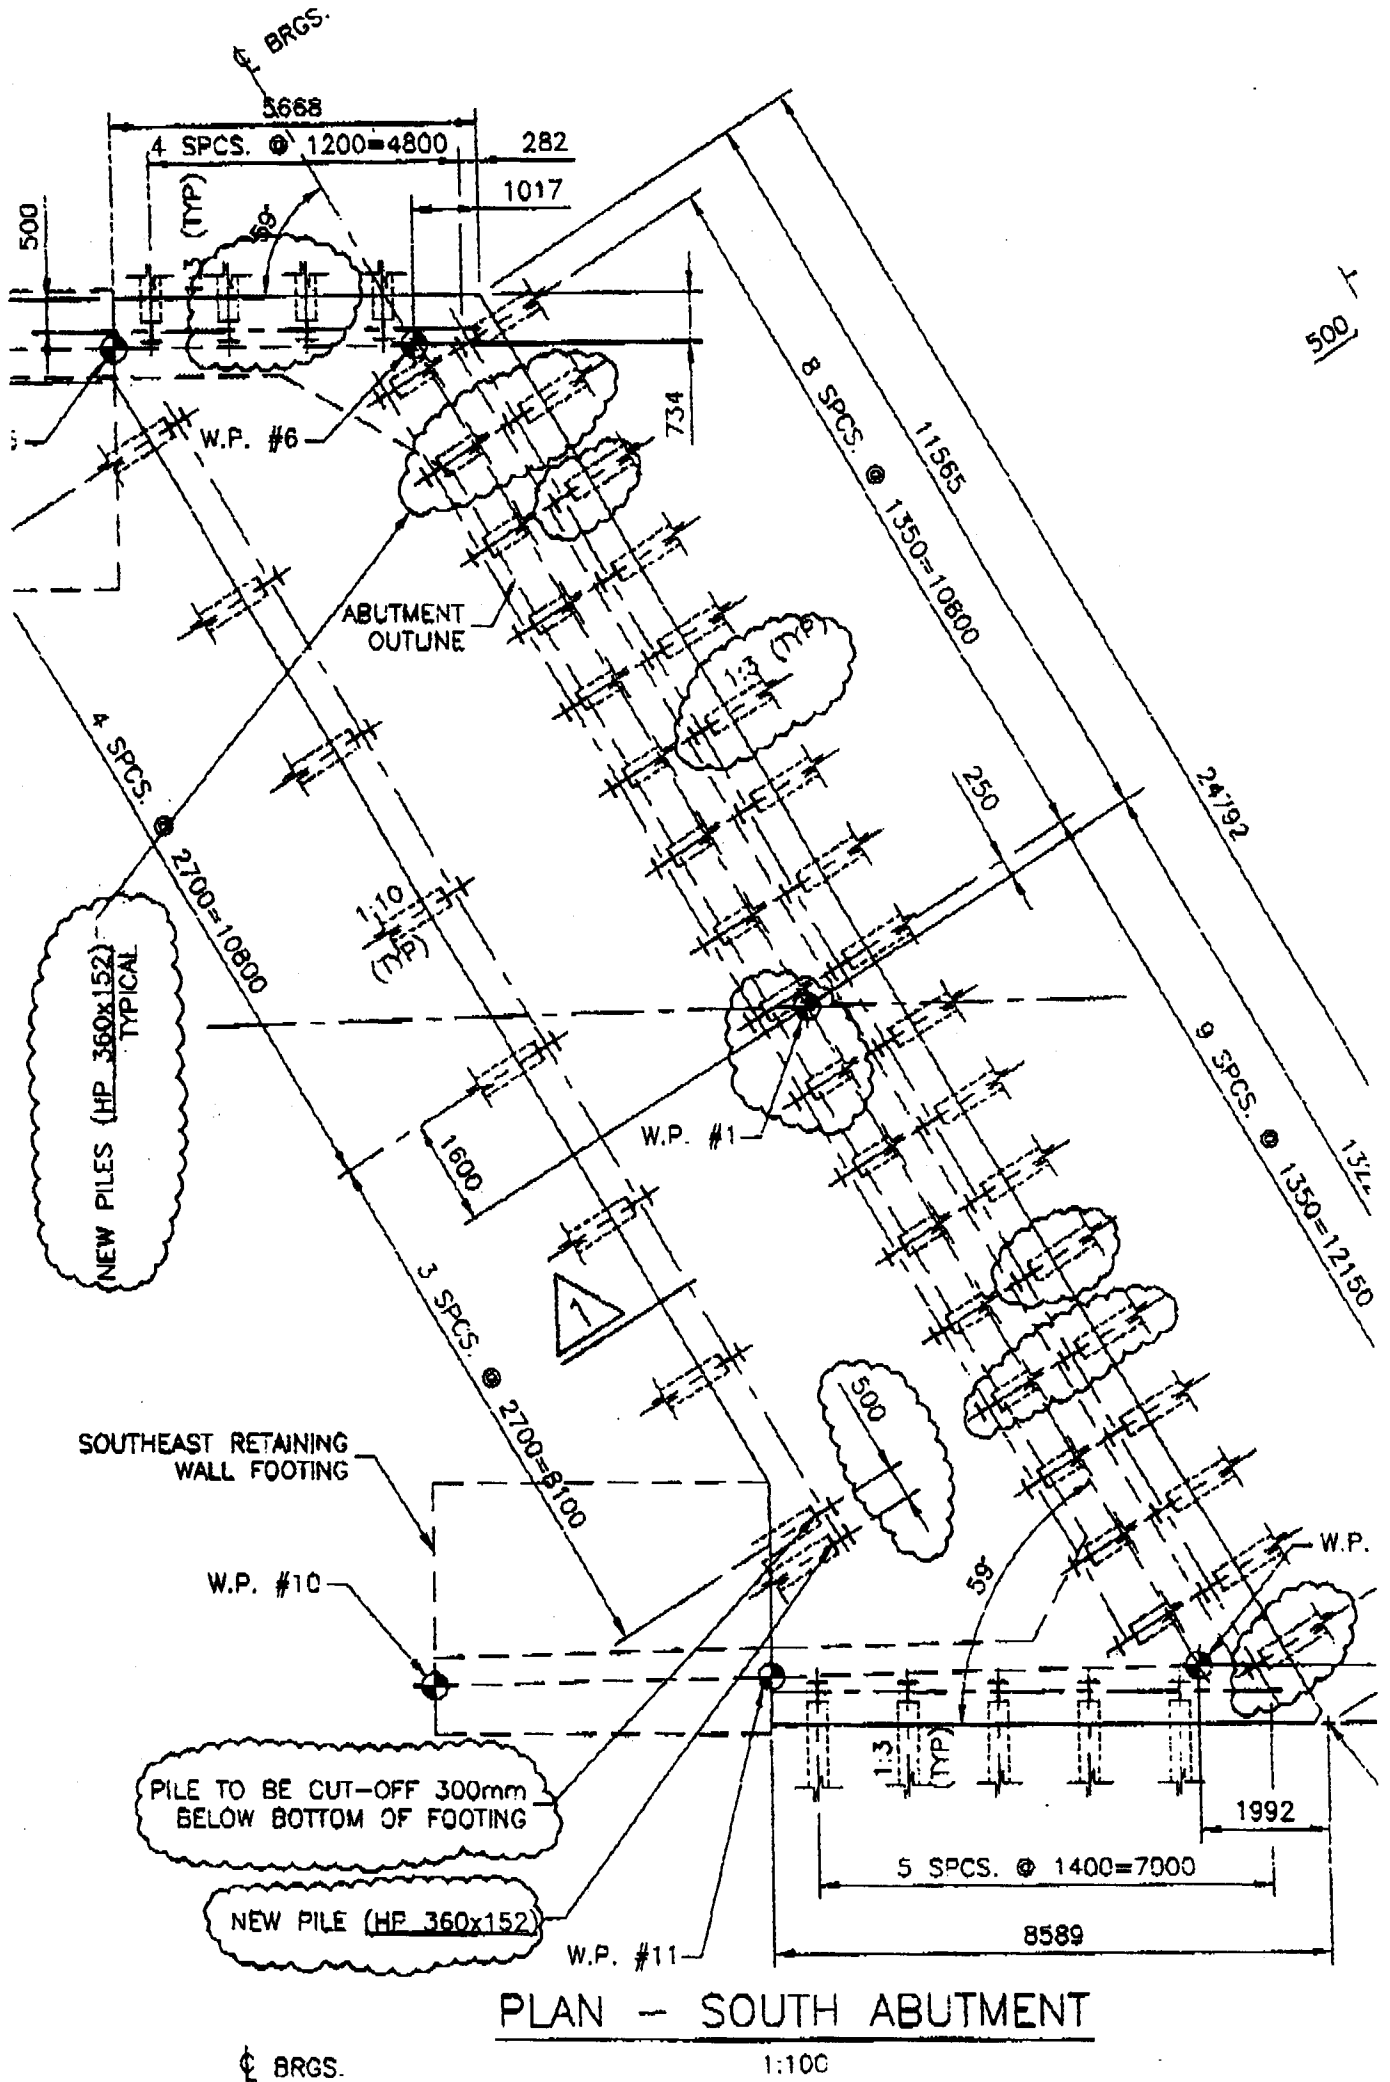 ℄ BRGS.
5668
4 SPCS. @ 1200=4800
282
1017
500
1:3 (TYP)
59°
500
734
W.P. #6
8 SPCS. @ 1350=10800
11565
24792
ABUTMENT
OUTLINE
1:3 (TYP)
4 SPCS. @ 2700=10800
250
1:10
(TYP)
NEW PILES (HP 360x152)
TYPICAL
9 SPCS. @ 1350=12150
W.P. #1
1600
1
3 SPCS. @ 2700=8100
500
SOUTHEAST RETAINING
WALL FOOTING
59°
W.P.
W.P. #10
1:3
(TYP)
PILE TO BE CUT-OFF 300mm
BELOW BOTTOM OF FOOTING
1992
5 SPCS. @ 1400=7000
NEW PILE (HP 360x152)
8589
W.P. #11
PLAN - SOUTH ABUTMENT
1:100
℄ BRGS.